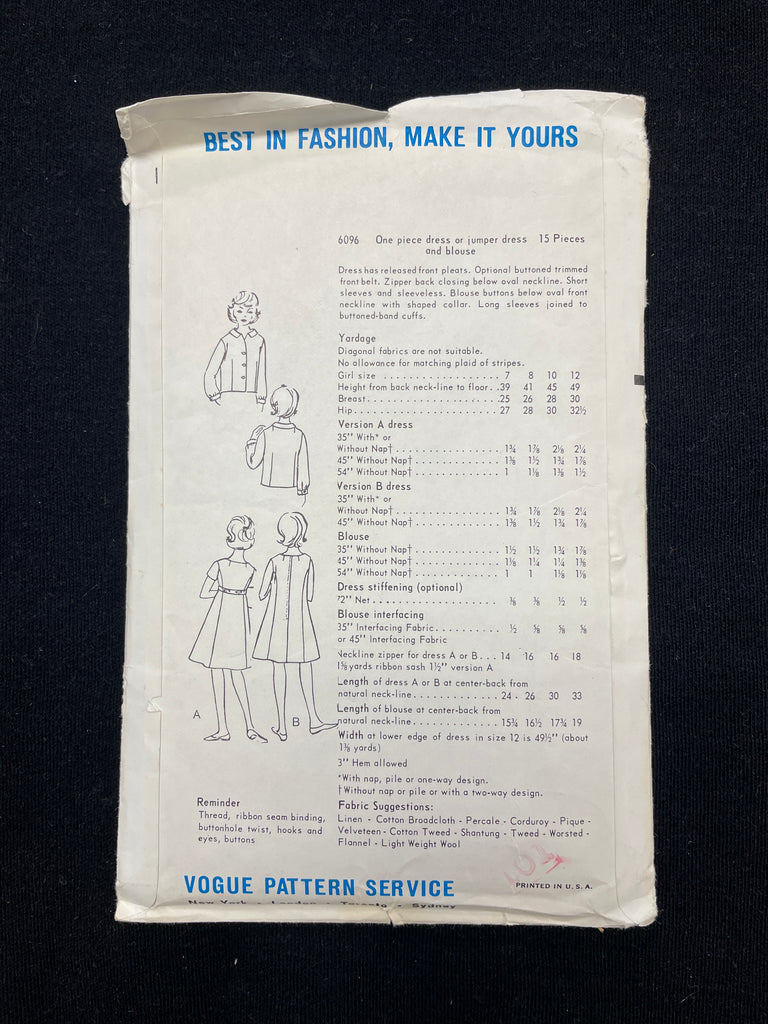 BEST IN FASHION, MAKE IT YOURS
6096 One piece dress or jumper dress 15 Pieces
and blouse
Dress has released front pleats. Optional buttoned trimmed
front belt. Zipper back closing below oval neckline. Short
sleeves and sleeveless. Blouse buttons below oval front
neckline with shaped collar. Long sleeves joined to
buttoned-band cuffs.
Yardage
Diagonal fabrics are not suitable.
No allowance for matching plaid of stripes.
Girl size . . . . . . . . . . . . . . . . . . 7 8 10 12
Height from back neck-line to floor. .39 41 45 49
Breast. . . . . . . . . . . . . . . . . . . . .25 26 28 30
Hip. . . . . . . . . . . . . . . . . . . . . . . 27 28 30 32½
Version A dress
35" With* or
Without Nap† . . . . . . . . . . . . . . . . 1¾ 1⅞ 2⅛ 2¼
45" Without Nap† . . . . . . . . . . . . . 1⅜ 1½ 1¾ 1⅞
54" Without Nap† . . . . . . . . . . . . . 1 1⅛ 1⅜ 1½
Version B dress
35" With* or
Without Nap† . . . . . . . . . . . . . . . . 1¾ 1⅞ 2⅛ 2¼
45" Without Nap† . . . . . . . . . . . . . 1⅜ 1½ 1¾ 1⅞
Blouse
35" Without Nap† . . . . . . . . . . . . . 1½ 1½ 1¾ 1⅞
45" Without Nap† . . . . . . . . . . . . . 1⅛ 1¼ 1¼ 1⅜
54" Without Nap† . . . . . . . . . . . . . 1 1 1⅛ 1⅛
Dress stiffening (optional)
72" Net . . . . . . . . . . . . . . . . . . . . ⅜ ⅜ ½ ½
Blouse interfacing
35" Interfacing Fabric. . . . . . . . . . ½ ⅝ ⅝ ⅝
or 45" Interfacing Fabric
Neckline zipper for dress A or B. . . 14 16 16 18
1⅝ yards ribbon sash 1½" version A
Length of dress A or B at center-back from
natural neck-line. . . . . . . . . . . . . 24 . 26 30 33
Length of blouse at center-back from
natural neck-line. . . . . . . . . . . . . 15¾ 16½ 17¾ 19
Width at lower edge of dress in size 12 is 49½" (about
1⅜ yards)
3" Hem allowed
*With nap, pile or one-way design.
†Without nap or pile or with a two-way design.
Fabric Suggestions:
Linen - Cotton Broadcloth - Percale - Corduroy - Pique -
Velveteen - Cotton Tweed - Shantung - Tweed - Worsted -
Flannel - Light Weight Wool
A
B
Reminder
Thread, ribbon seam binding,
buttonhole twist, hooks and
eyes, buttons
VOGUE PATTERN SERVICE
PRINTED IN U. S. A.
New York - London - Toronto - Sydney